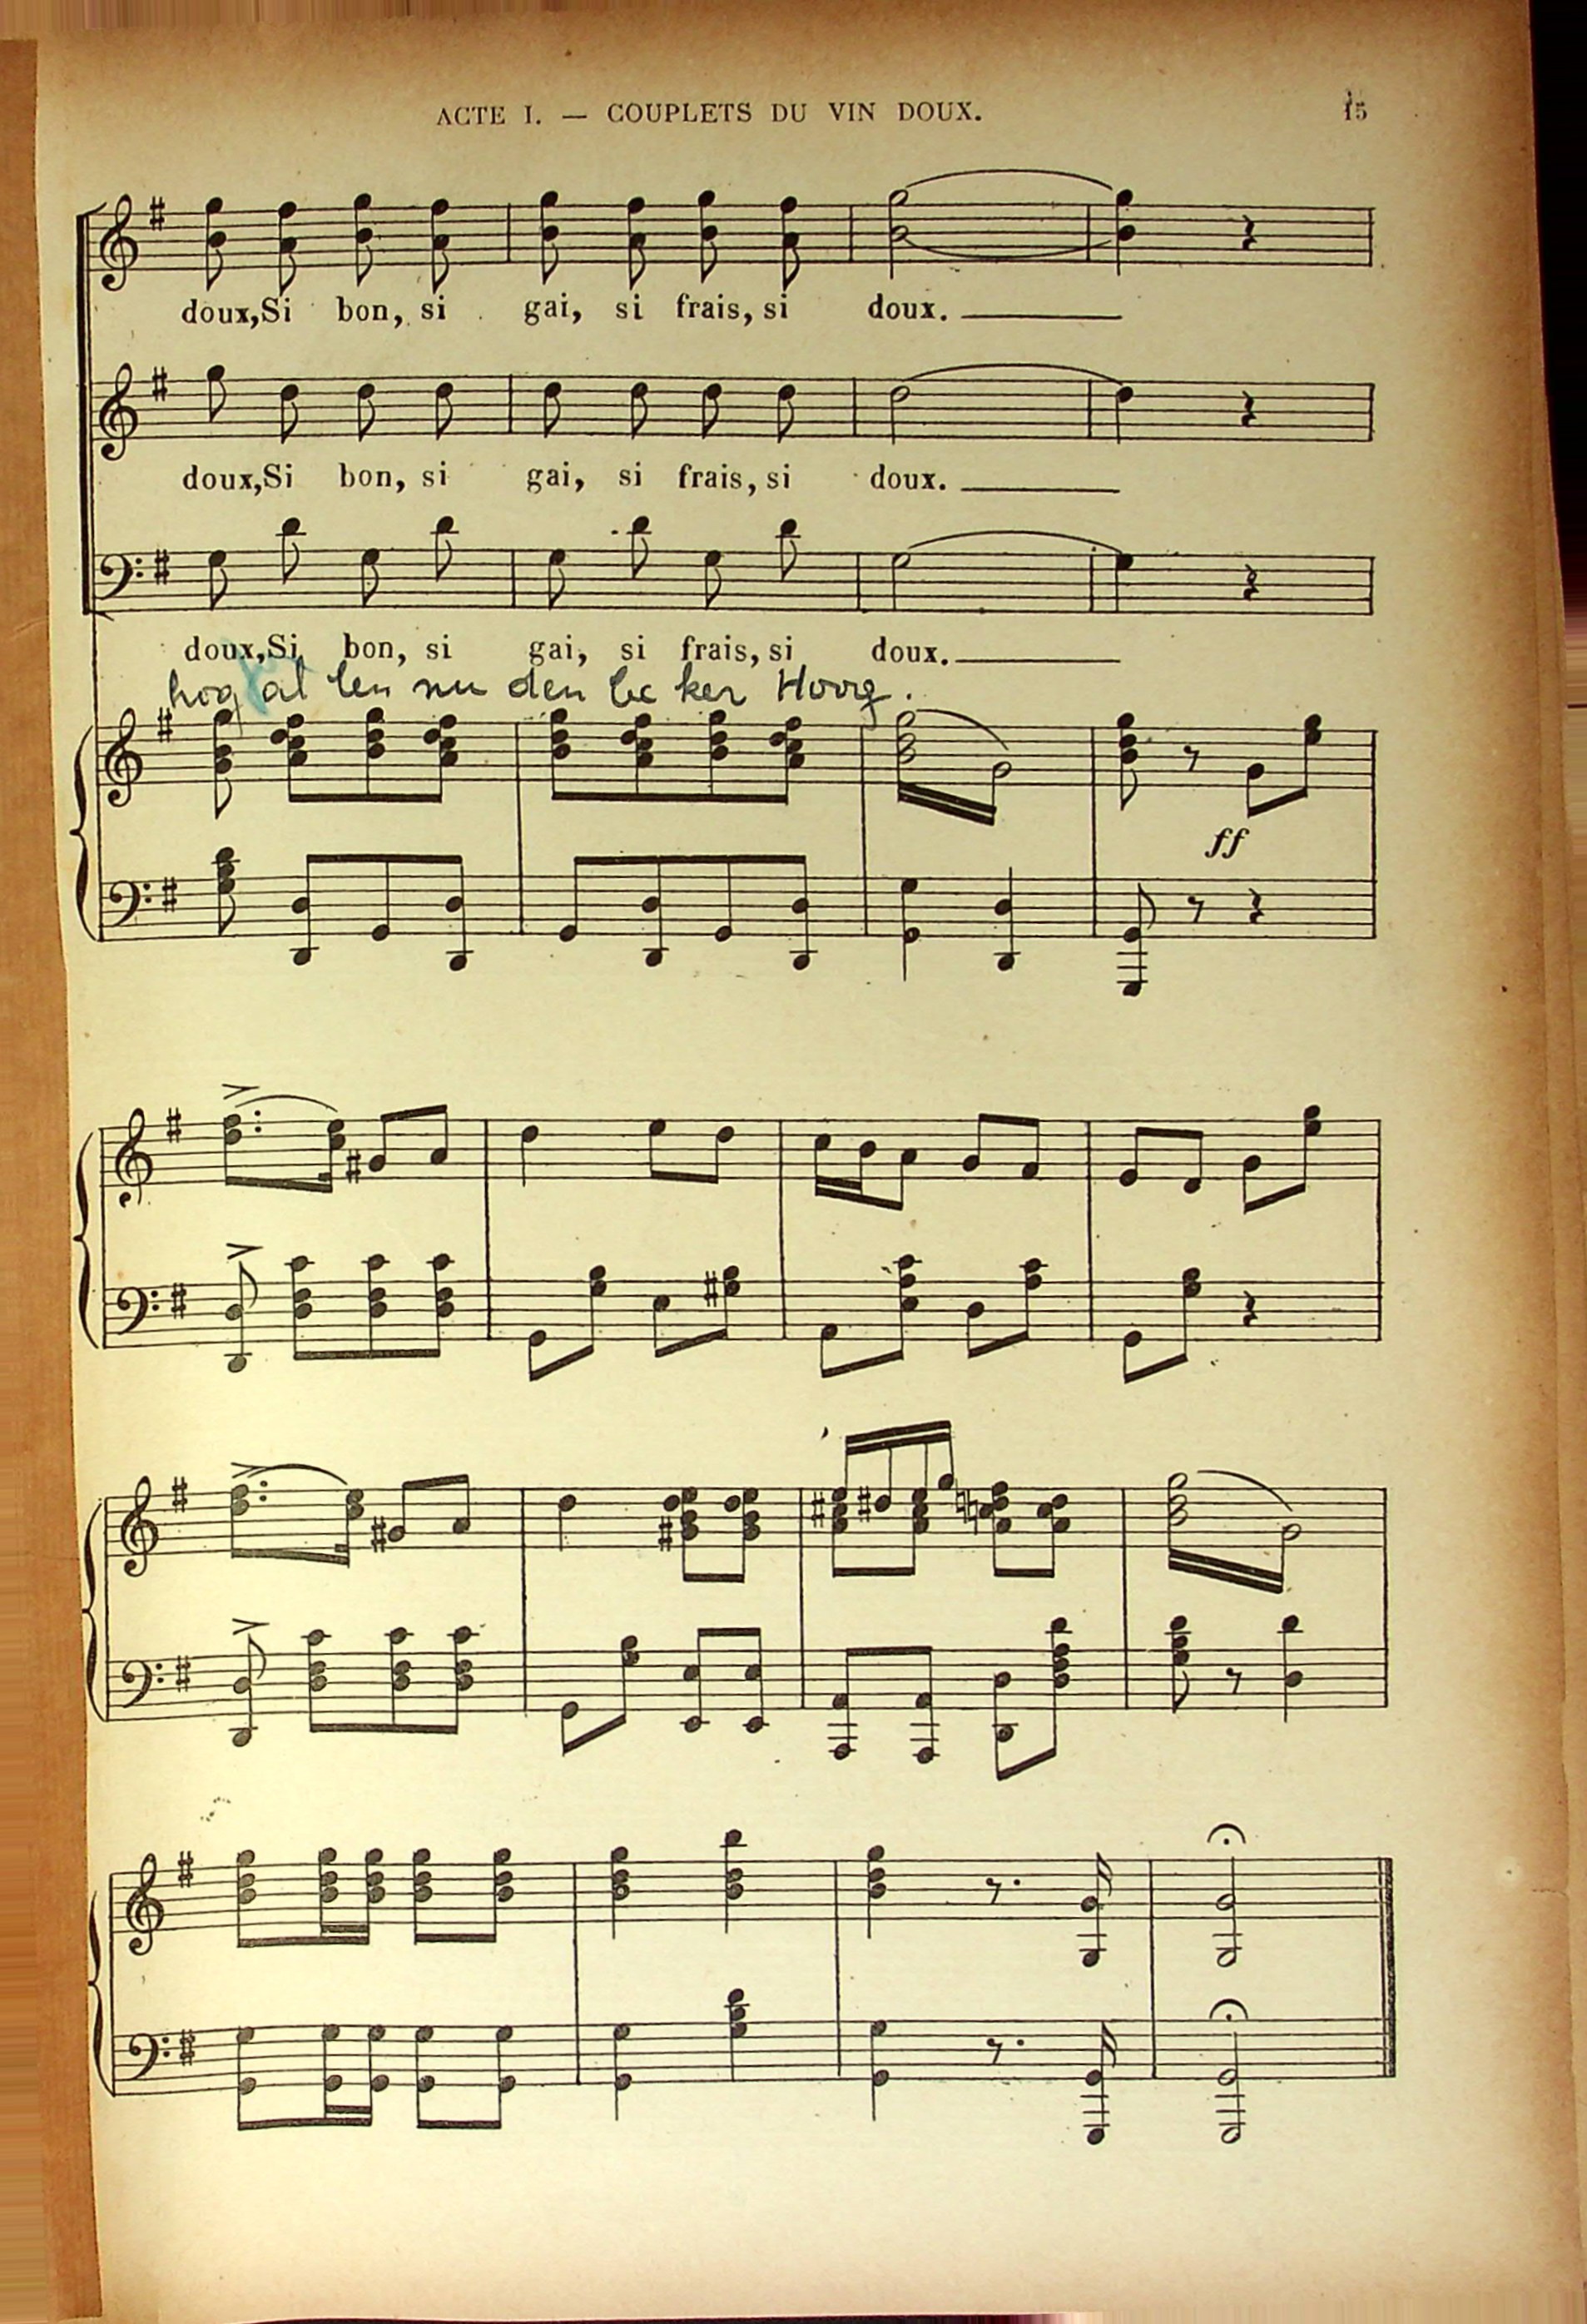 ACTE I. — COUPLETS DU VIN DOUX. 15
doux, Si bon, si gai, si frais, si doux.
doux, Si bon, si gai, si frais, si doux.
doux, Si bon, si gai, si frais, si doux.
al len nu den be ker Hoog.
ff